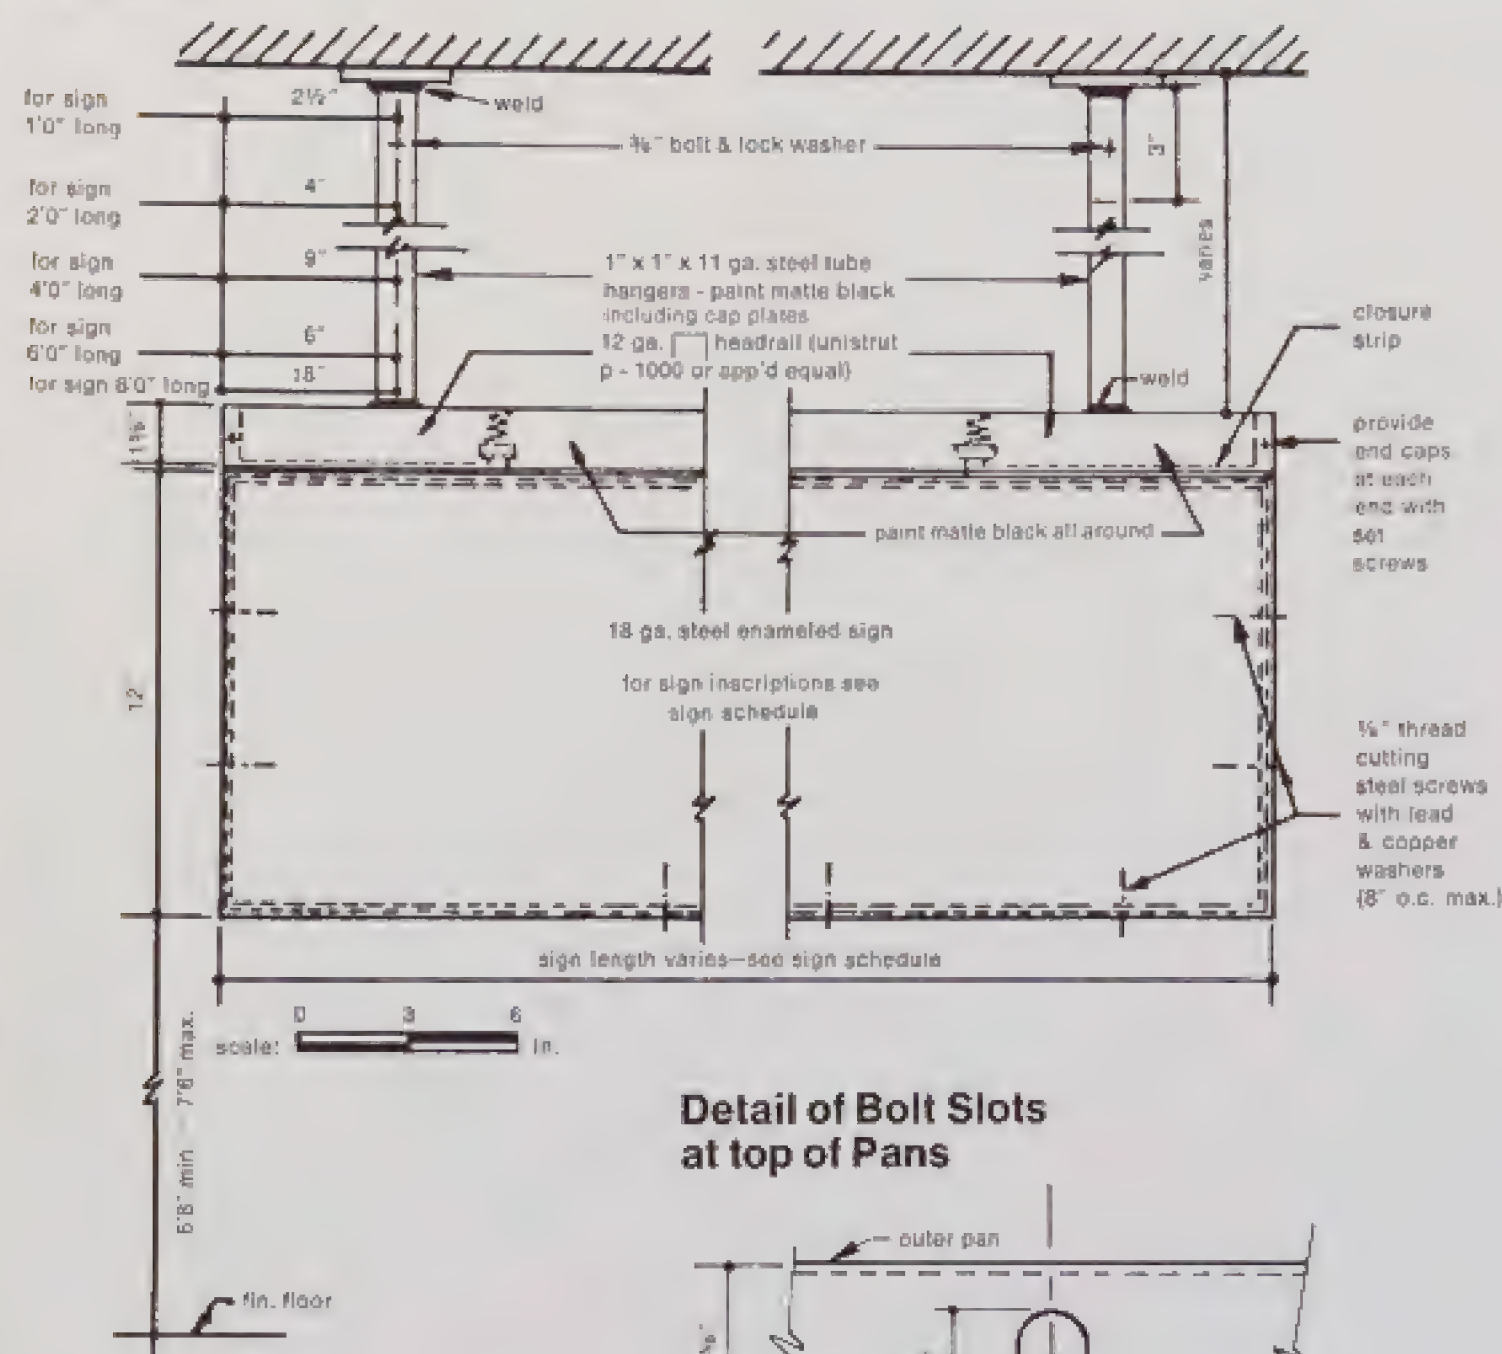 for sign
1'0" long
2½"
weld
⅜" bolt & lock washer
3"
for sign
2'0" long
4"
varies
for sign
4'0" long
9"
1" x 1" x 11 ga. steel tube
hangers - paint matte black
including cap plates
for sign
6'0" long
6"
12 ga. headrail (unistrut
p - 1000 or app'd equal)
for sign 8'0" long
18"
weld
closure
strip
1⅝"
provide
end caps
at each
end with
set
screws
paint matte black all around
18 ga. steel enameled sign
for sign inscriptions see
sign schedule
12"
thread
cutting
steel screws
with lead
& copper
washers
(8" o.c. max.)
sign length varies—see sign schedule
scale:
0 3 6
in.
min — 7'6" max.
fin. floor
Detail of Bolt Slots
at top of Pans
outer pan